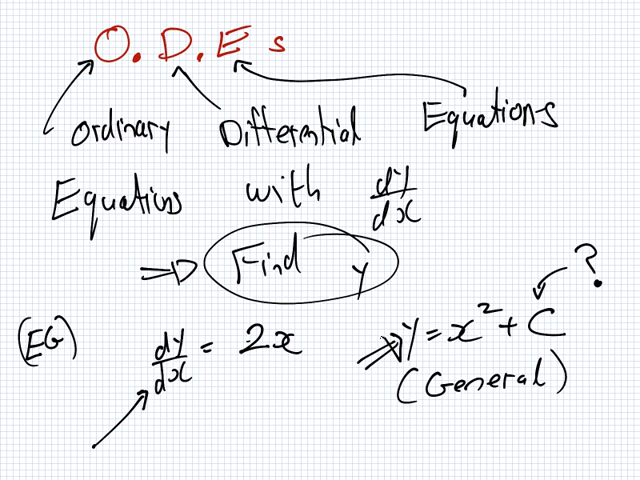 O.D.E s
Ordinary Differential Equations
Equations with dy/dx
⇒ Find y
?
(EG) dy/dx = 2x ⇒ y = x² + C
(General)